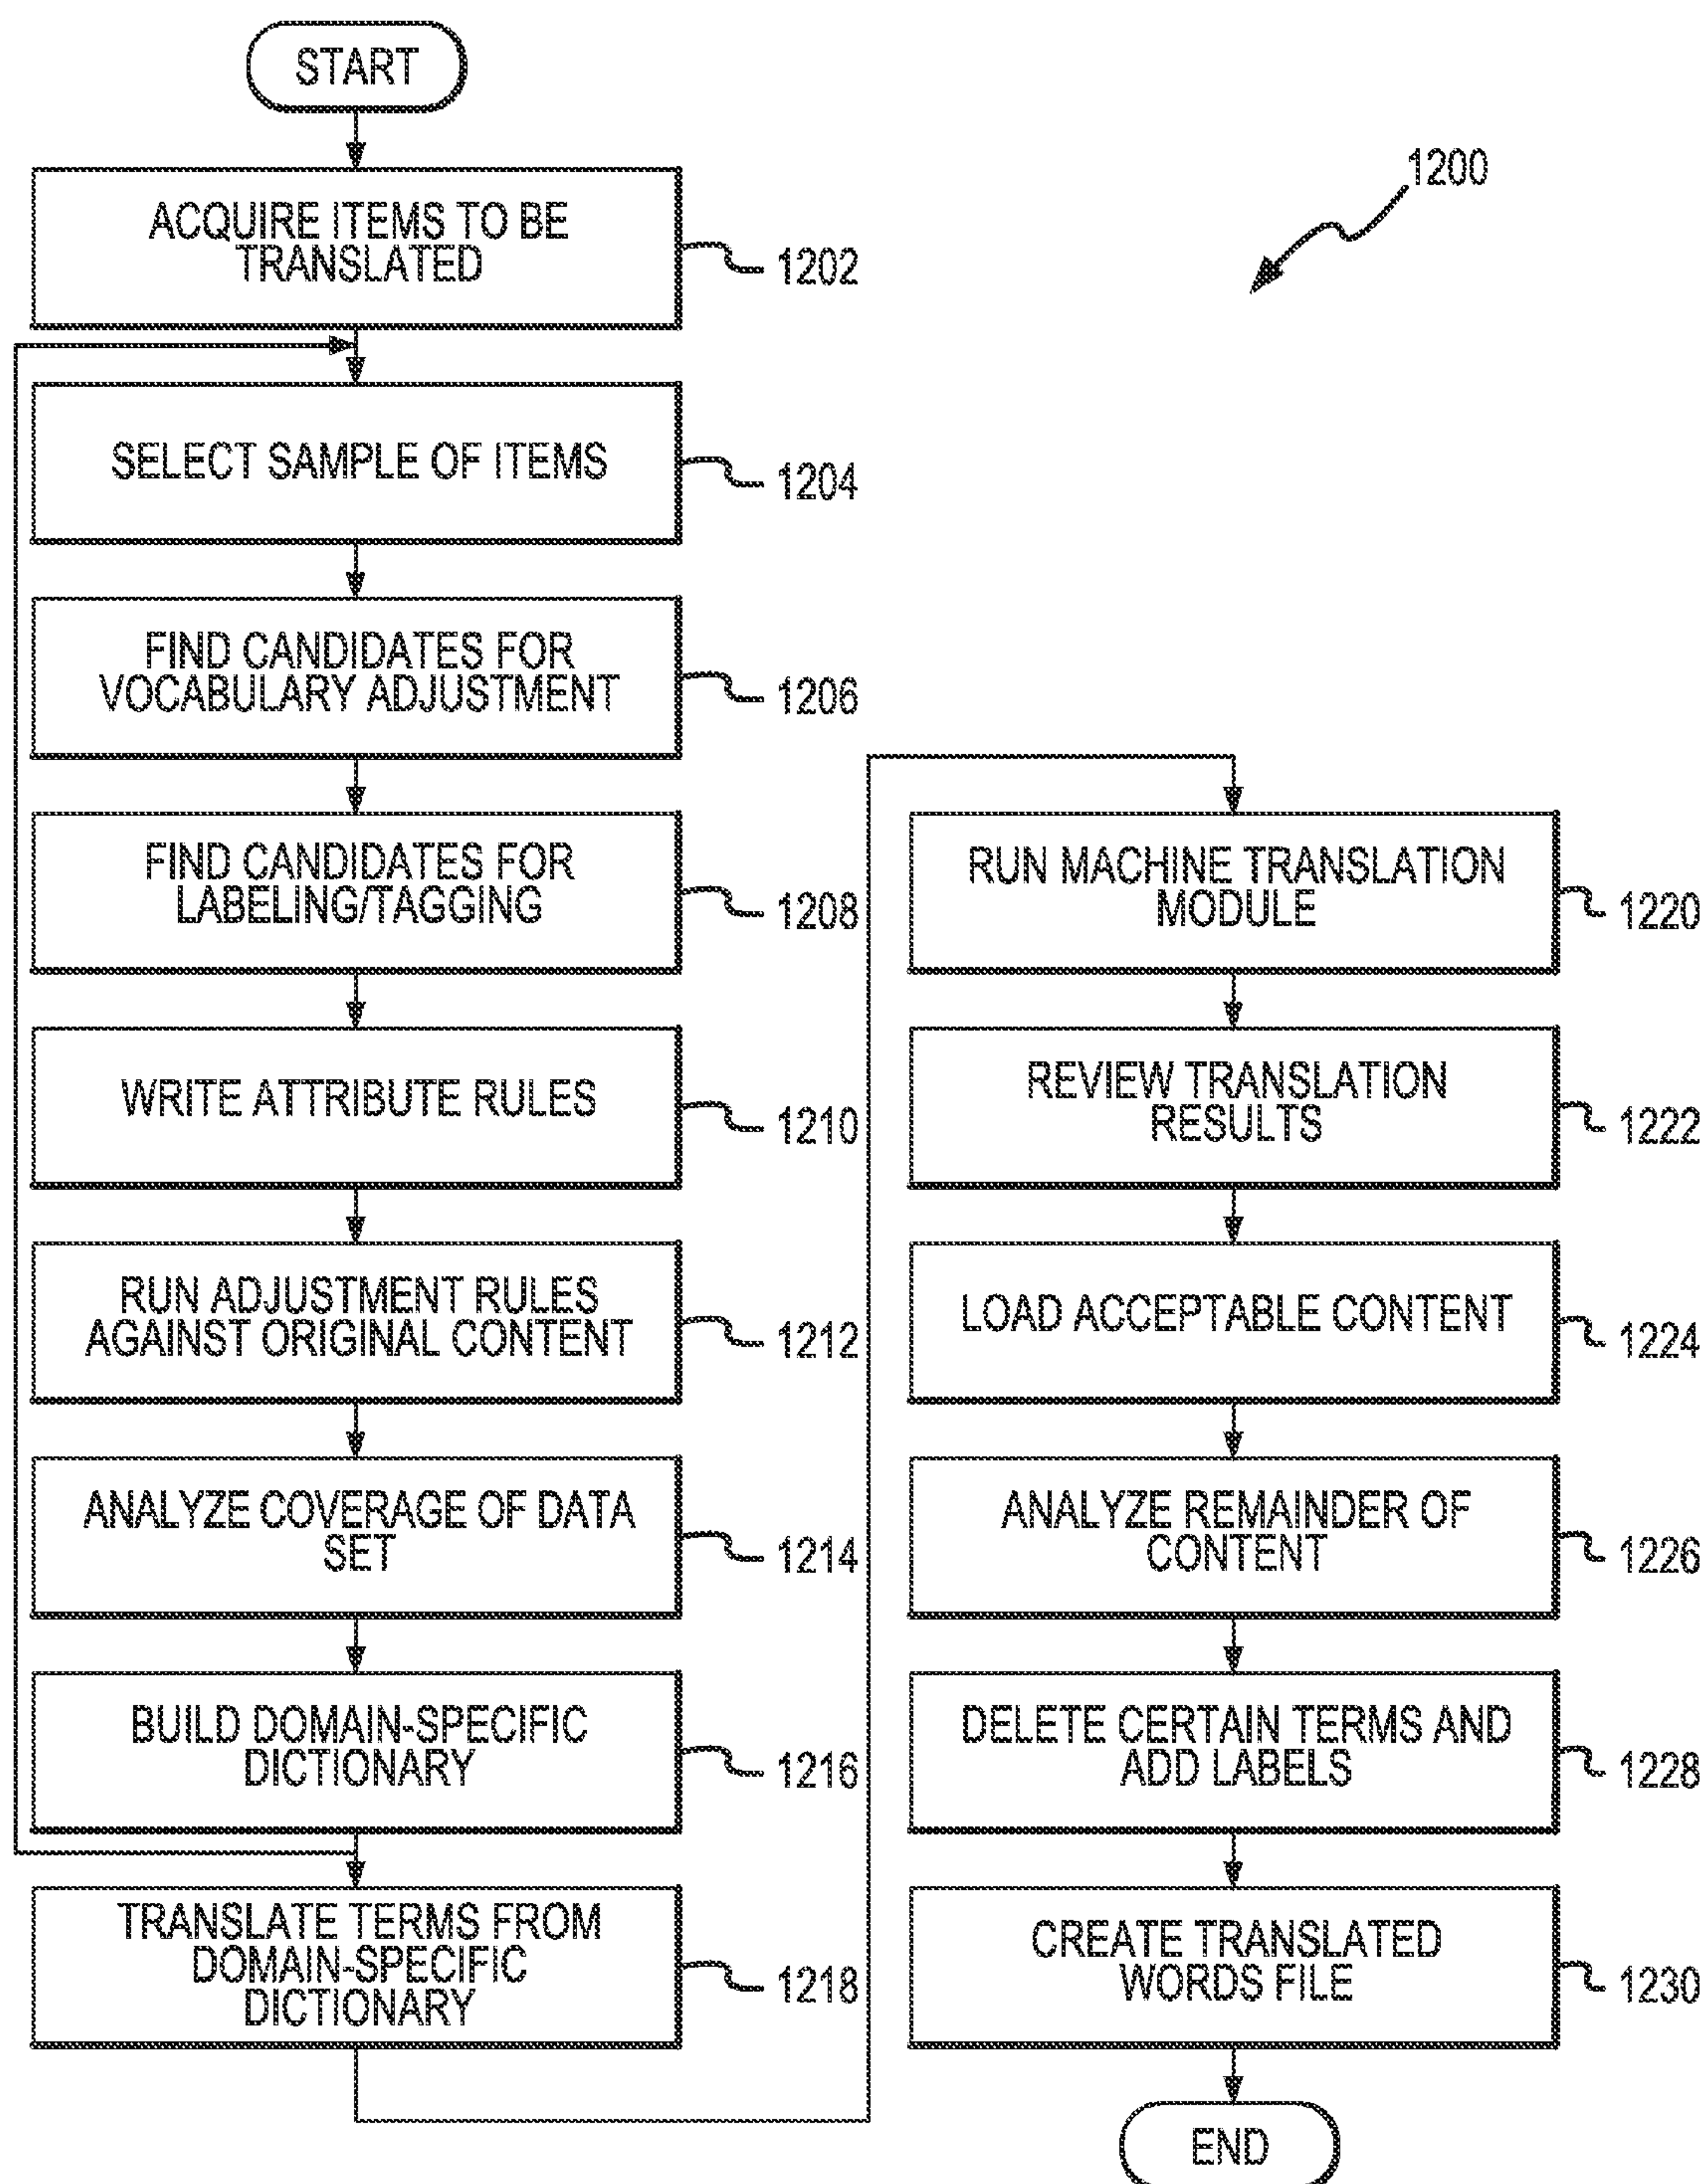 START
1200
ACQUIRE ITEMS TO BE
TRANSLATED
1202
SELECT SAMPLE OF ITEMS
1204
FIND CANDIDATES FOR
VOCABULARY ADJUSTMENT
1206
FIND CANDIDATES FOR
LABELING/TAGGING
1208
WRITE ATTRIBUTE RULES
1210
RUN ADJUSTMENT RULES
AGAINST ORIGINAL CONTENT
1212
ANALYZE COVERAGE OF DATA
SET
1214
BUILD DOMAIN-SPECIFIC
DICTIONARY
1216
TRANSLATE TERMS FROM
DOMAIN-SPECIFIC
DICTIONARY
1218
RUN MACHINE TRANSLATION
MODULE
1220
REVIEW TRANSLATION
RESULTS
1222
LOAD ACCEPTABLE CONTENT
1224
ANALYZE REMAINDER OF
CONTENT
1226
DELETE CERTAIN TERMS AND
ADD LABELS
1228
CREATE TRANSLATED
WORDS FILE
1230
END